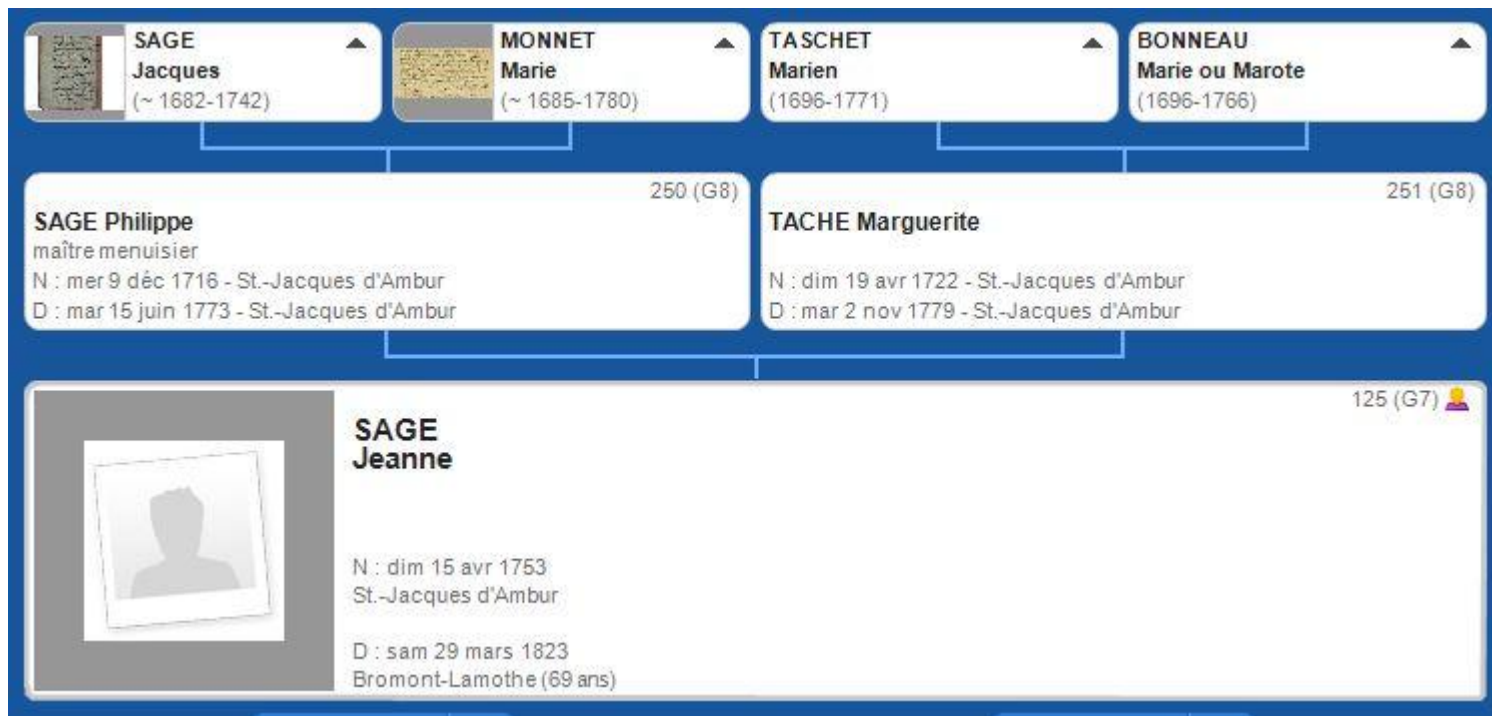 SAGE
Jacques
(~ 1682-1742)
MONNET
Marie
(~ 1685-1780)
TASCHET
Marien
(1696-1771)
BONNEAU
Marie ou Marote
(1696-1766)
250 (G8)
SAGE Philippe
maître menuisier
N : mer 9 déc 1716 - St.-Jacques d'Ambur
D : mar 15 juin 1773 - St.-Jacques d'Ambur
251 (G8)
TACHE Marguerite
N : dim 19 avr 1722 - St.-Jacques d'Ambur
D : mar 2 nov 1779 - St.-Jacques d'Ambur
125 (G7)
SAGE
Jeanne
N : dim 15 avr 1753
St.-Jacques d'Ambur
D : sam 29 mars 1823
Bromont-Lamothe (69 ans)